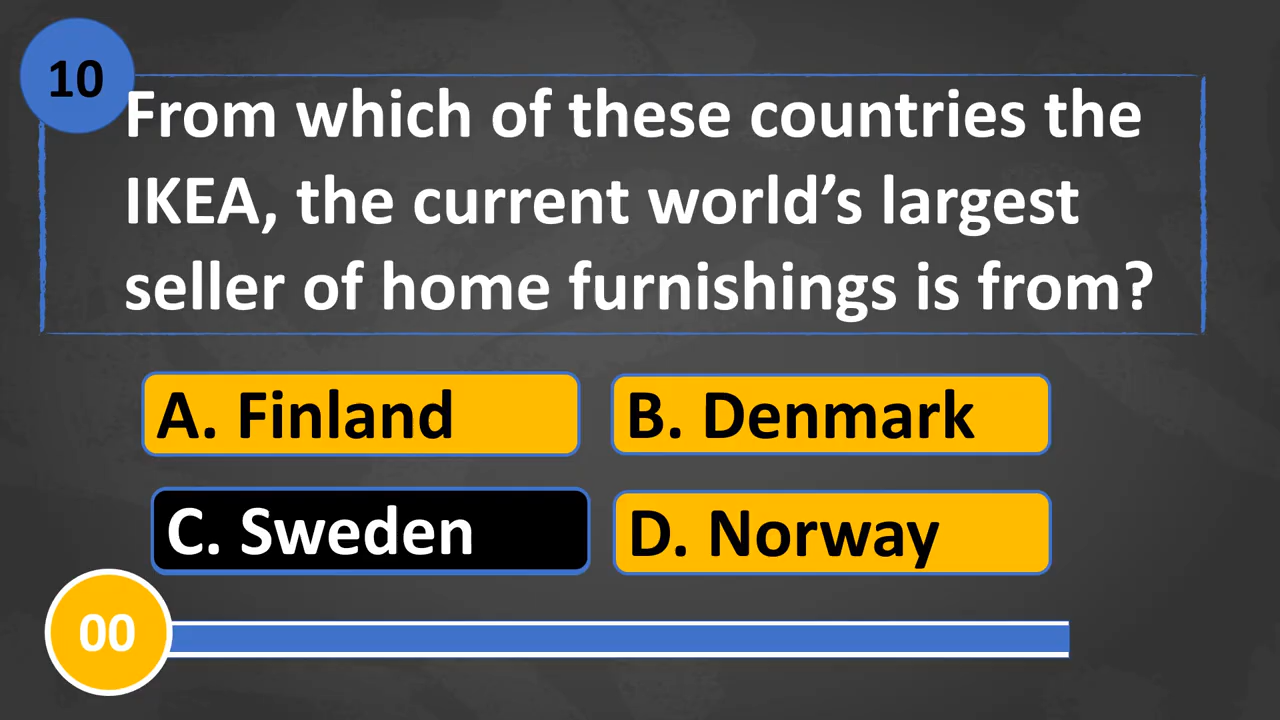 10
From which of these countries the
IKEA, the current world’s largest
seller of home furnishings is from?
A. Finland
B. Denmark
C. Sweden
D. Norway
00